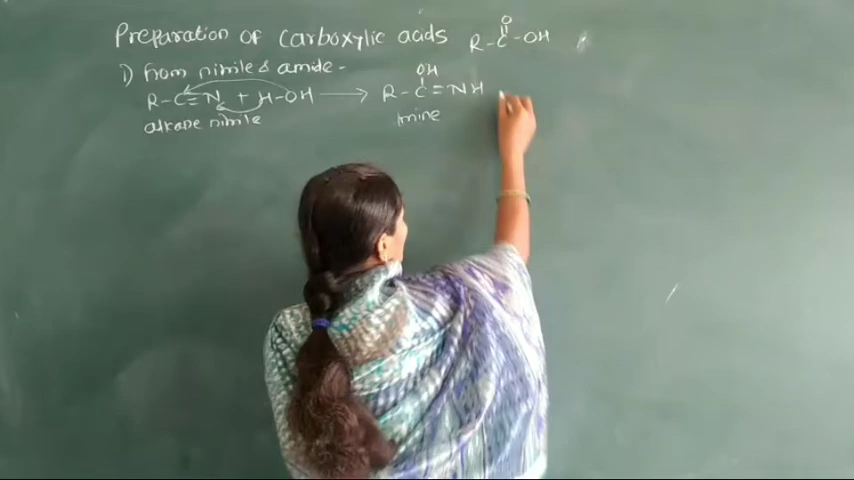 Preparation of Carboxylic acids R-C-OH
O
1) from nitrile & amide -
OH
R-C≡N + H-OH → R-C=NH
alkane nitrile Imine